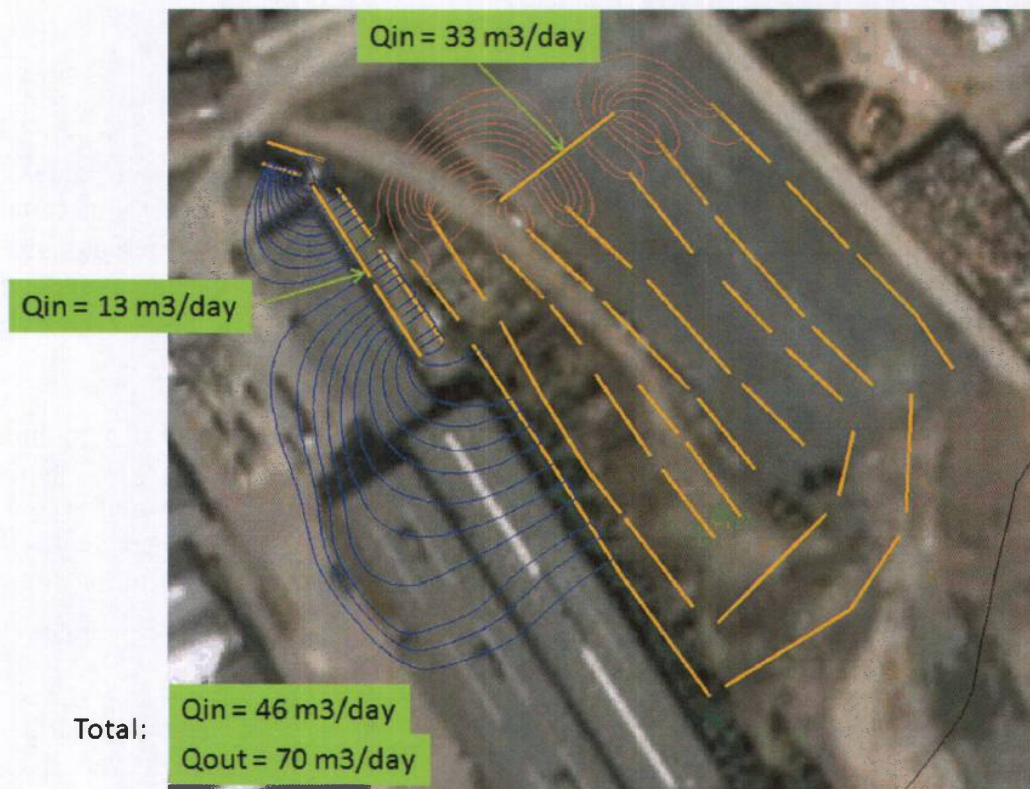 Qin = 33 m3/day
Qin = 13 m3/day
Total:
Qin = 46 m3/day
Qout = 70 m3/day